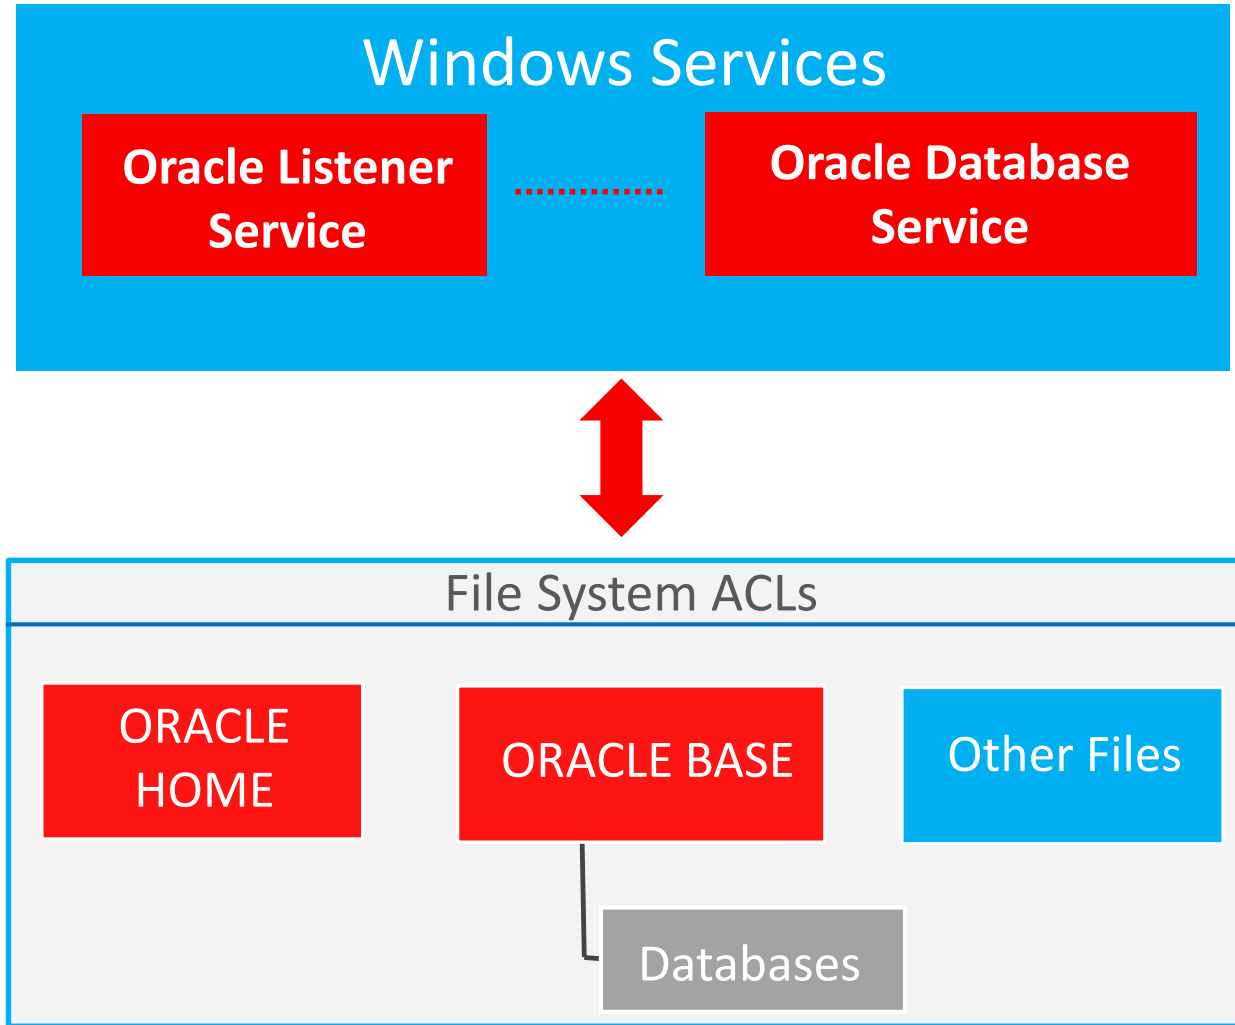 Windows Services
Oracle Listener
Service
Oracle Database
Service
File System ACLs
ORACLE
HOME
ORACLE BASE
Other Files
Databases